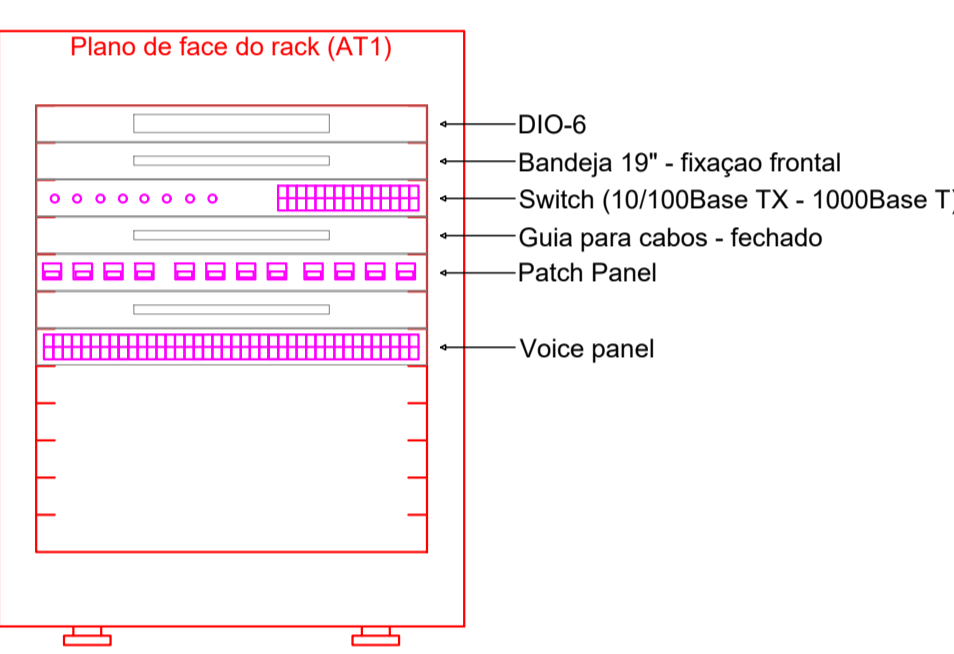 Plano de face do rack (AT1)
DIO-6
Bandeja 19" - fixaçao frontal
Switch (10/100Base TX - 1000Base T)
Guia para cabos - fechado
Patch Panel
Voice panel